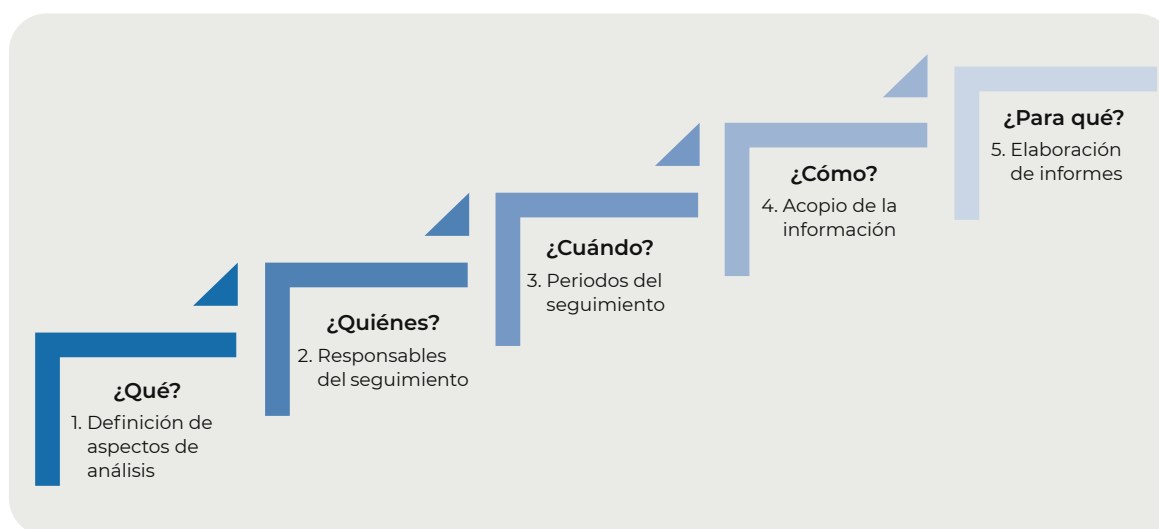 ¿Qué?
1. Definición de
aspectos de
análisis
¿Quiénes?
2. Responsables
del seguimiento
¿Cuándo?
3. Periodos del
seguimiento
¿Cómo?
4. Acopio de la
información
¿Para qué?
5. Elaboración
de informes